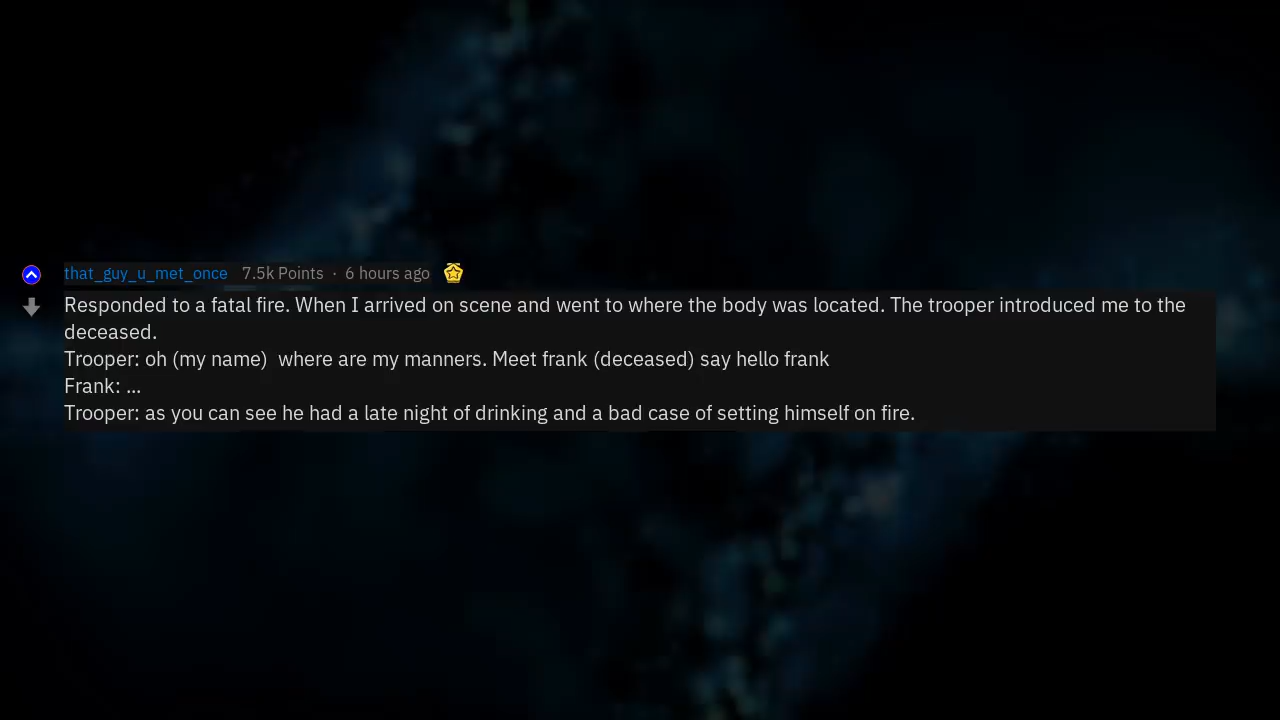 that_guy_u_met_once 7.5k Points · 6 hours ago
Responded to a fatal fire. When I arrived on scene and went to where the body was located. The trooper introduced me to the
deceased.
Trooper: oh (my name)  where are my manners. Meet frank (deceased) say hello frank
Frank: ...
Trooper: as you can see he had a late night of drinking and a bad case of setting himself on fire.